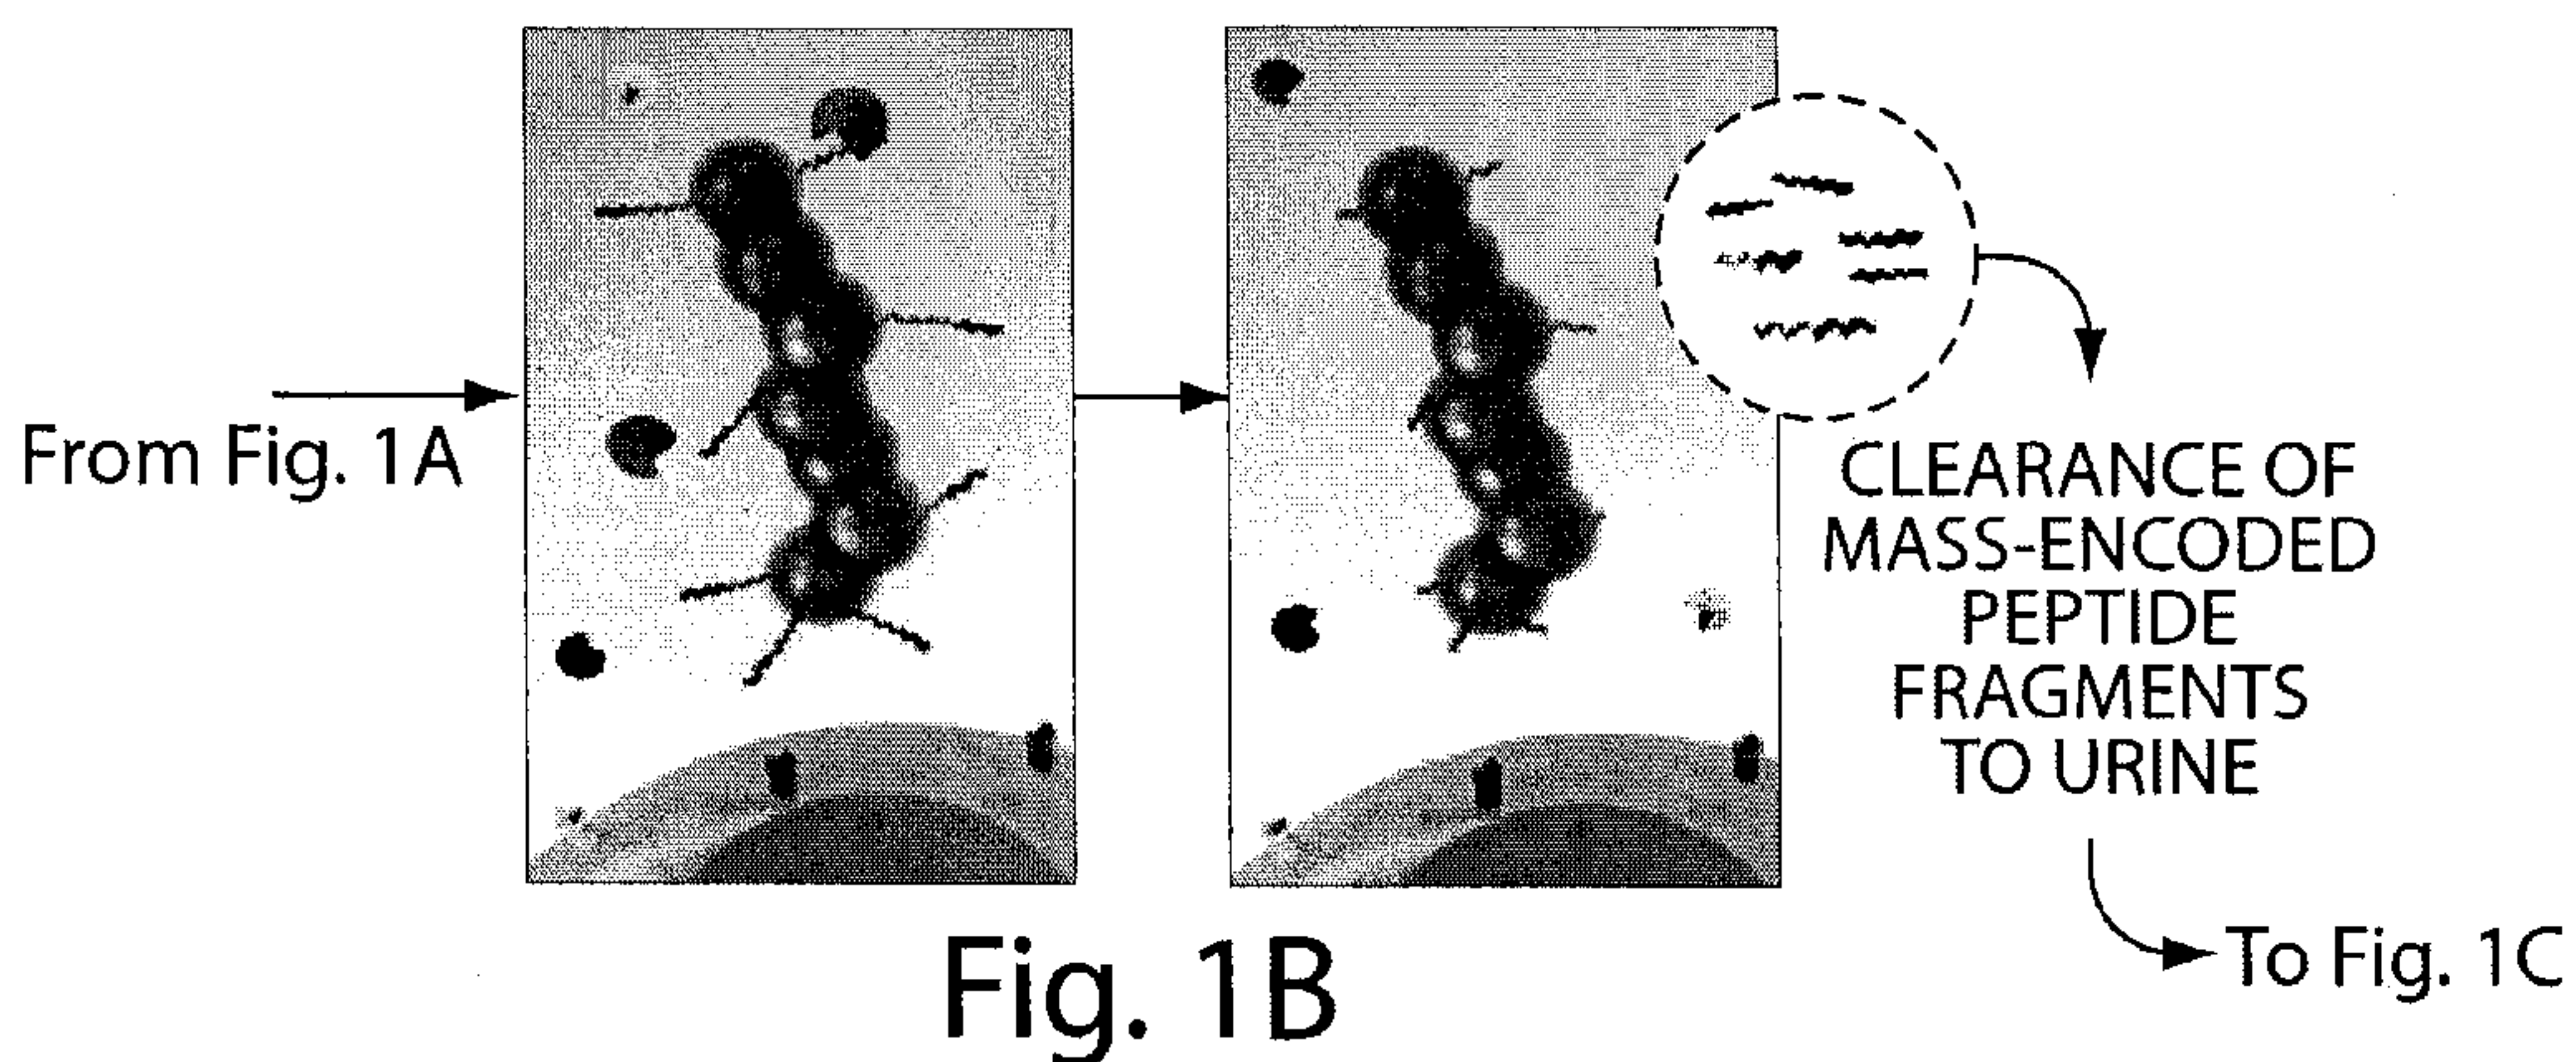 From Fig. 1A
CLEARANCE OF
MASS-ENCODED
PEPTIDE
FRAGMENTS
TO URINE
To Fig. 1C
Fig. 1B